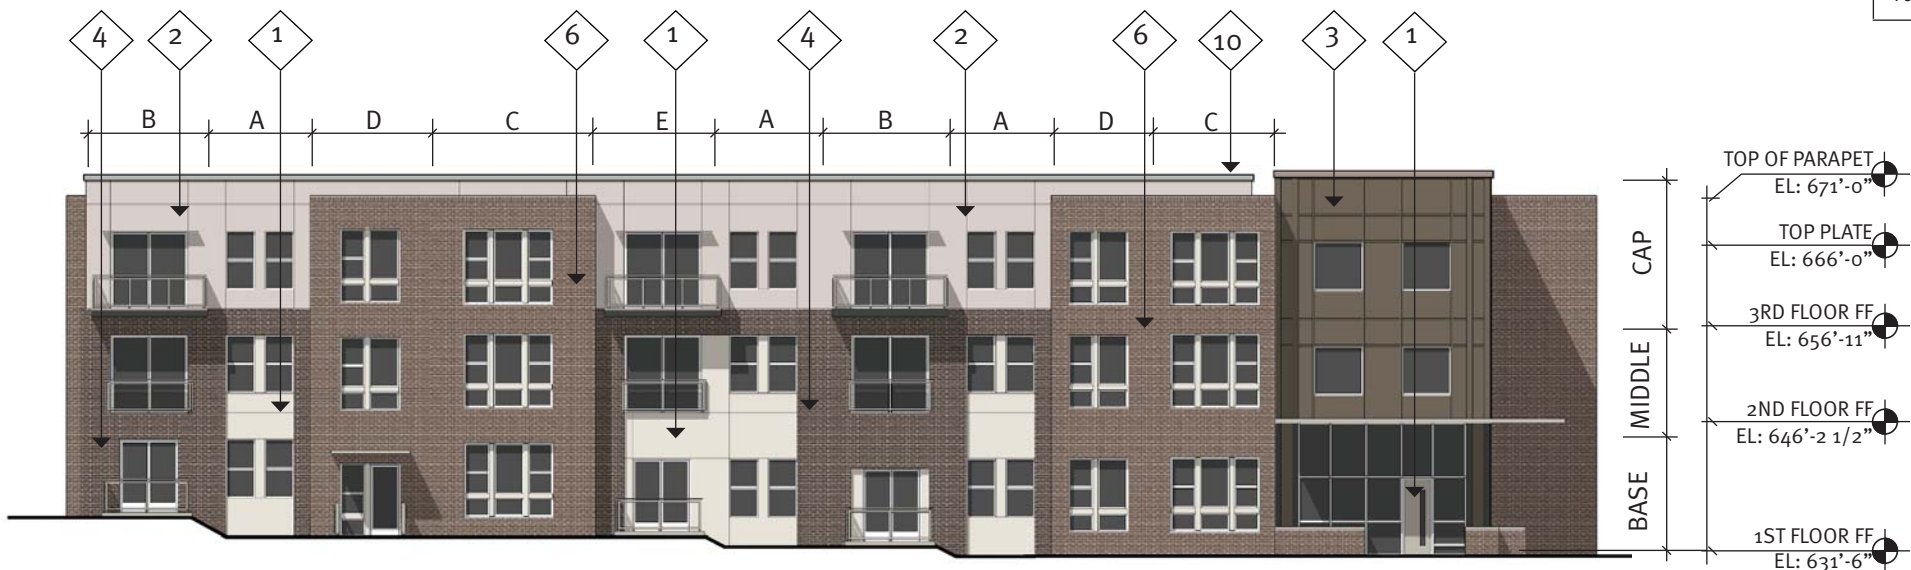 4 2 1 6 1 4 2 6 10 3 1
B A D C E A B A D C
TOP OF PARAPET
EL: 671'-0"
TOP PLATE
EL: 666'-0"
3RD FLOOR FF
EL: 656'-11"
2ND FLOOR FF
EL: 646'-2 1/2"
1ST FLOOR FF
EL: 631'-6"
CAP
MIDDLE
BASE